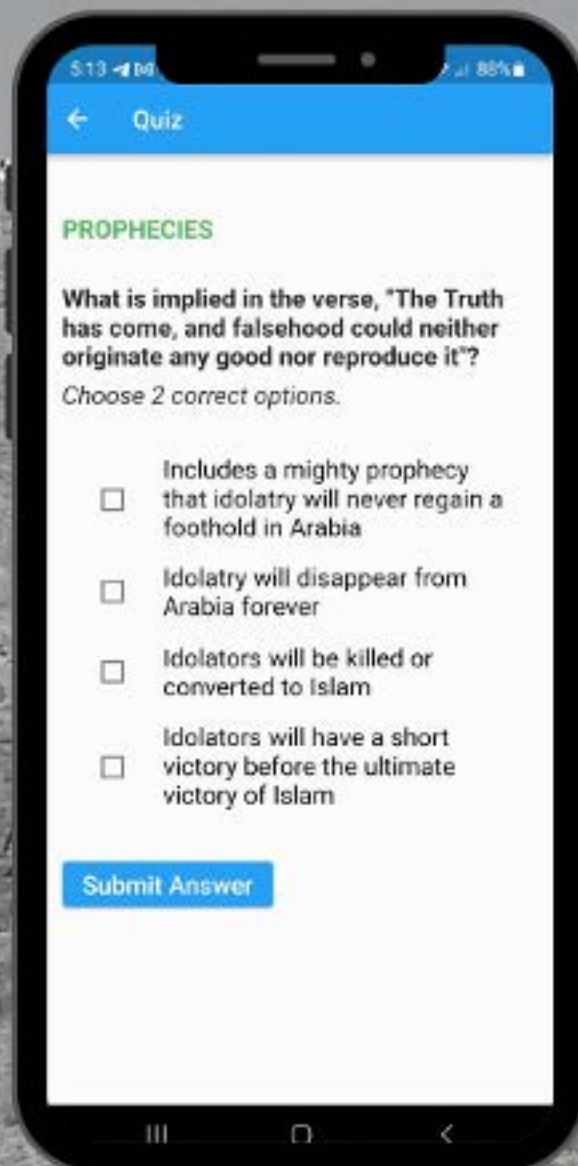 5:13
88%
Quiz
PROPHECIES
What is implied in the verse, "The Truth
has come, and falsehood could neither
originate any good nor reproduce it"?
Choose 2 correct options.
Includes a mighty prophecy
that idolatry will never regain a
foothold in Arabia
Idolatry will disappear from
Arabia forever
Idolators will be killed or
converted to Islam
Idolators will have a short
victory before the ultimate
victory of Islam
Submit Answer